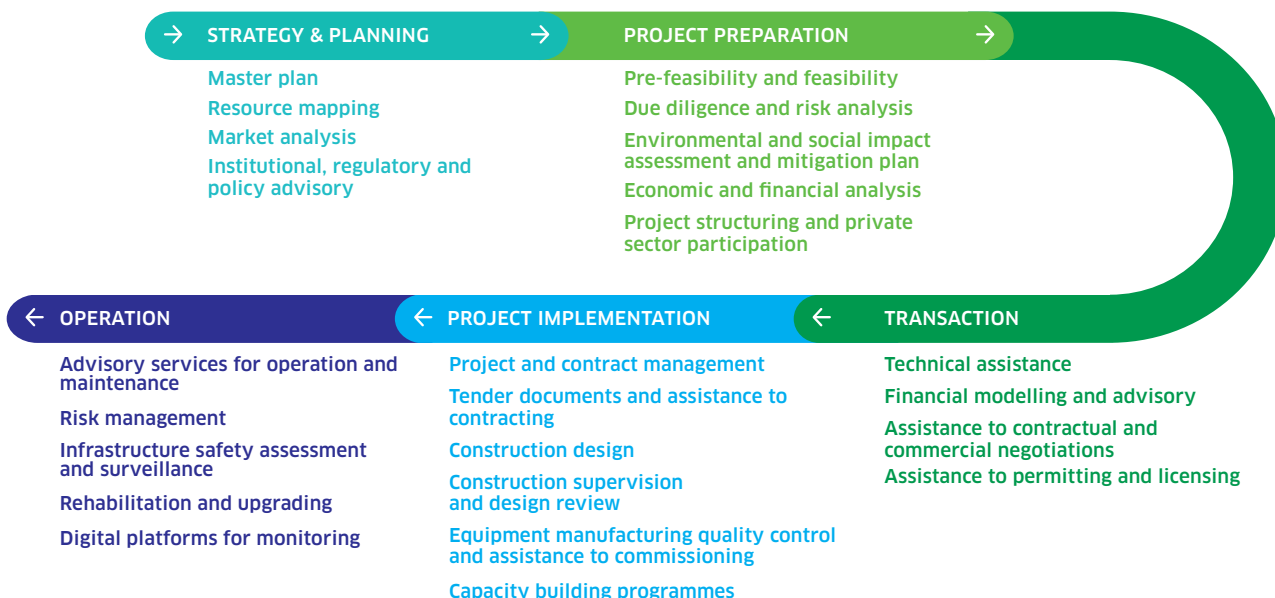 STRATEGY & PLANNING
Master plan
Resource mapping
Market analysis
Institutional, regulatory and
policy advisory
PROJECT PREPARATION
Pre-feasibility and feasibility
Due diligence and risk analysis
Environmental and social impact
assessment and mitigation plan
Economic and financial analysis
Project structuring and private
sector participation
TRANSACTION
Technical assistance
Financial modelling and advisory
Assistance to contractual and
commercial negotiations
Assistance to permitting and licensing
PROJECT IMPLEMENTATION
Project and contract management
Tender documents and assistance to
contracting
Construction design
Construction supervision
and design review
Equipment manufacturing quality control
and assistance to commissioning
Capacity building programmes
OPERATION
Advisory services for operation and
maintenance
Risk management
Infrastructure safety assessment
and surveillance
Rehabilitation and upgrading
Digital platforms for monitoring